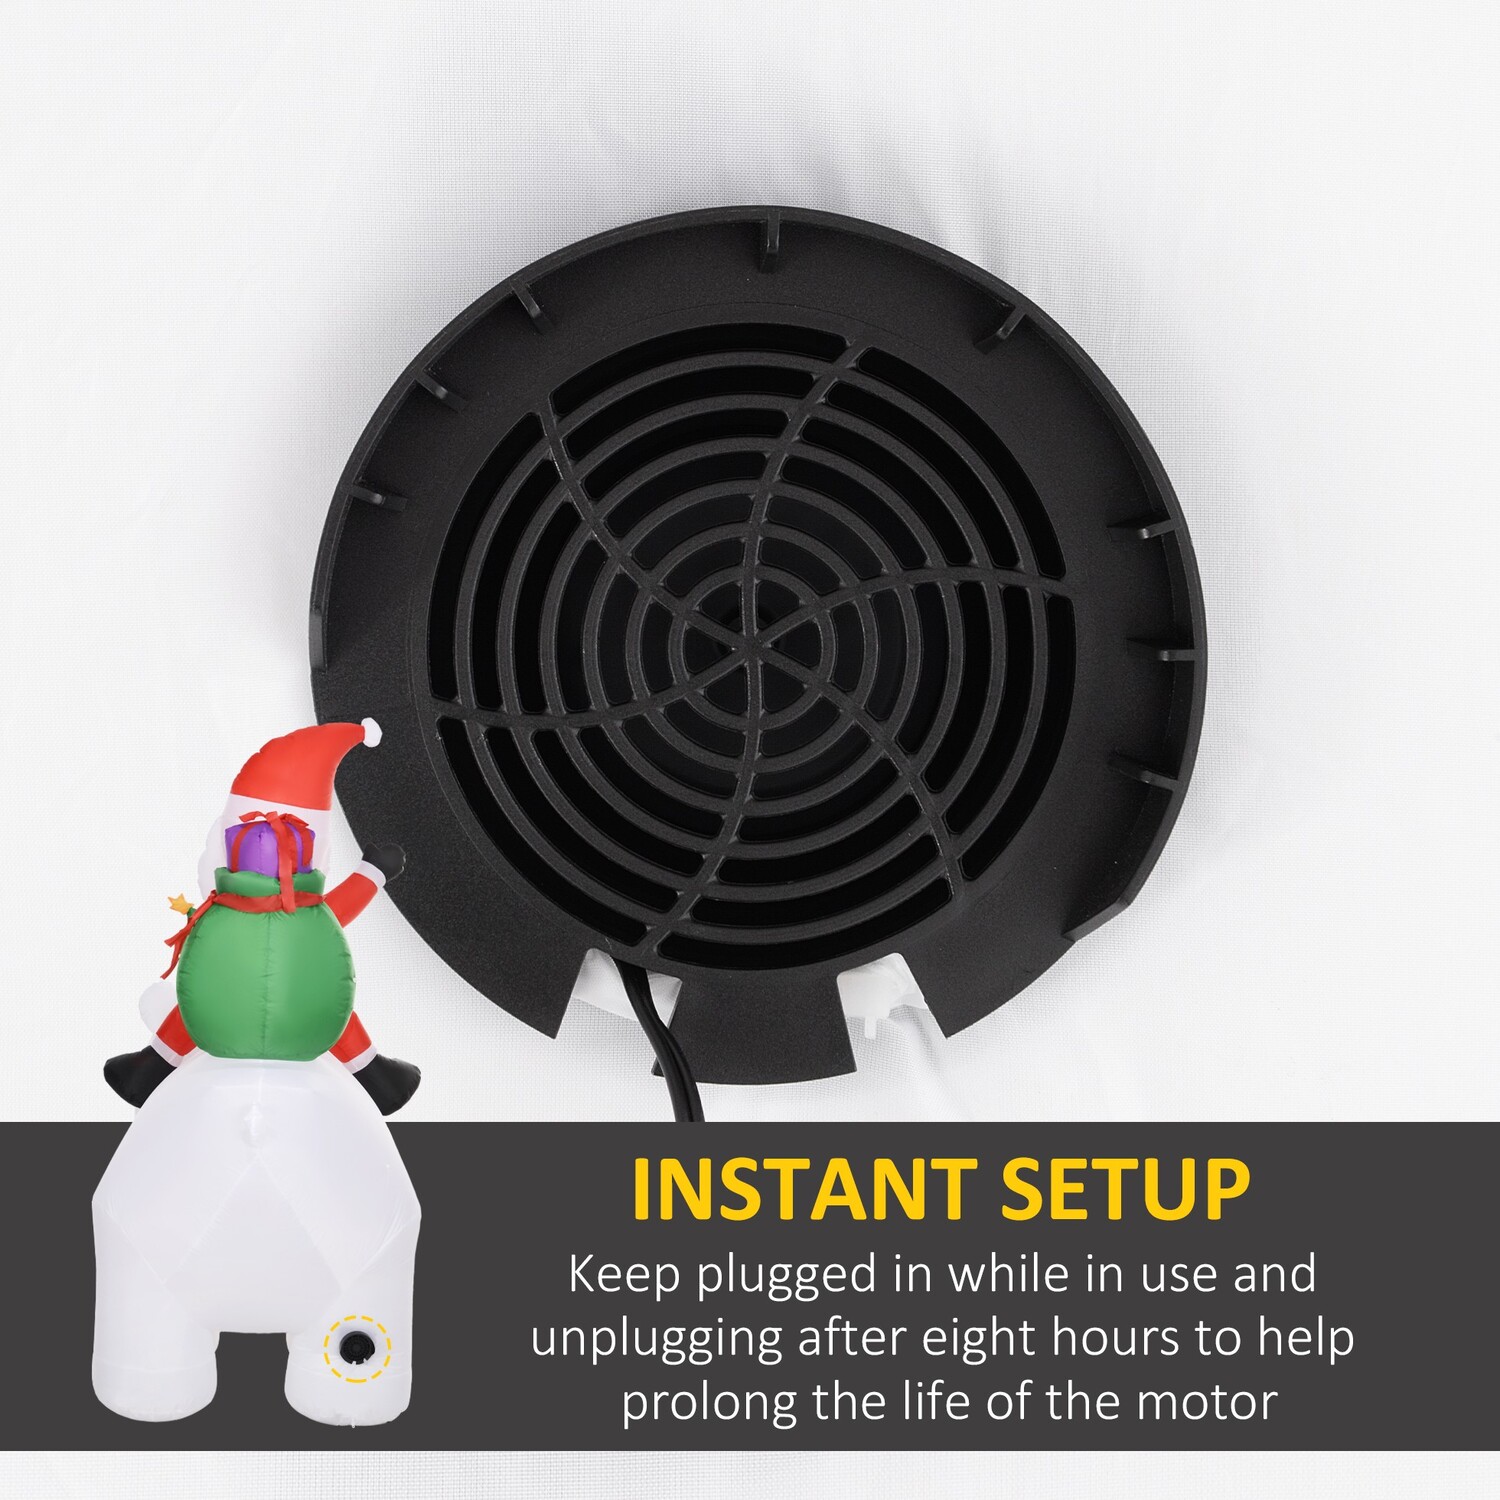 INSTANT SETUP
Keep plugged in while in use and
unplugging after eight hours to help
prolong the life of the motor